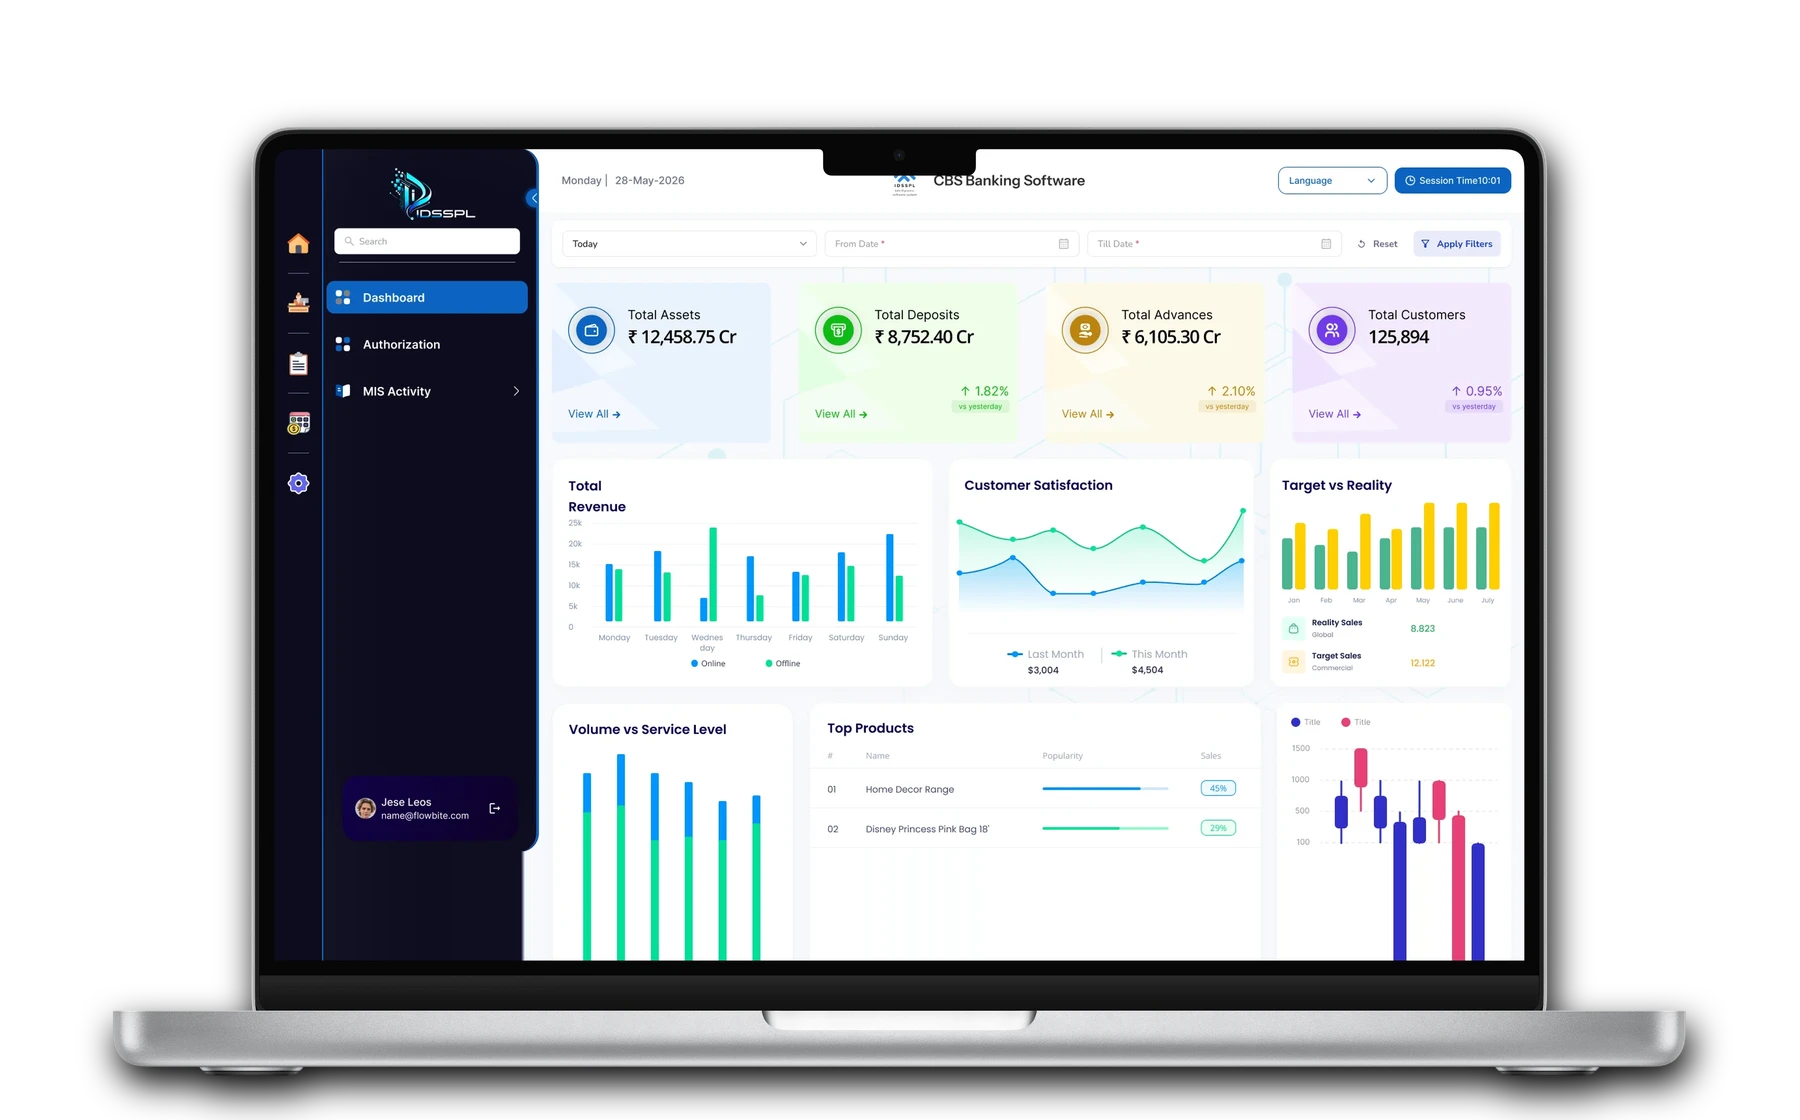 IDSSPL
Search
Dashboard
Authorization
MIS Activity
Jese Leos
name@flowbite.com
Monday | 28-May-2026
IDSSPL
CBS Banking Software
Language
Session Time10:01
Today
From Date *
Till Date *
Reset
Apply Filters
Total Assets
₹ 12,458.75 Cr
View All →
Total Deposits
₹ 8,752.40 Cr
↑ 1.82%
vs yesterday
View All →
Total Advances
₹ 6,105.30 Cr
↑ 2.10%
vs yesterday
View All →
Total Customers
125,894
↑ 0.95%
vs yesterday
View All →
Total
Revenue
25k
20k
15k
10k
5k
0
Monday Tuesday Wednes Thursday Friday Saturday Sunday
day
Online Offline
Customer Satisfaction
Last Month This Month
$3,004 $4,504
Target vs Reality
Jan Feb Mar Apr May June July
Reality Sales
Global
8.823
Target Sales
Commercial
12.122
Volume vs Service Level
Top Products
# Name Popularity Sales
01 Home Decor Range 45%
02 Disney Princess Pink Bag 18' 29%
Title Title
1500
1000
500
100